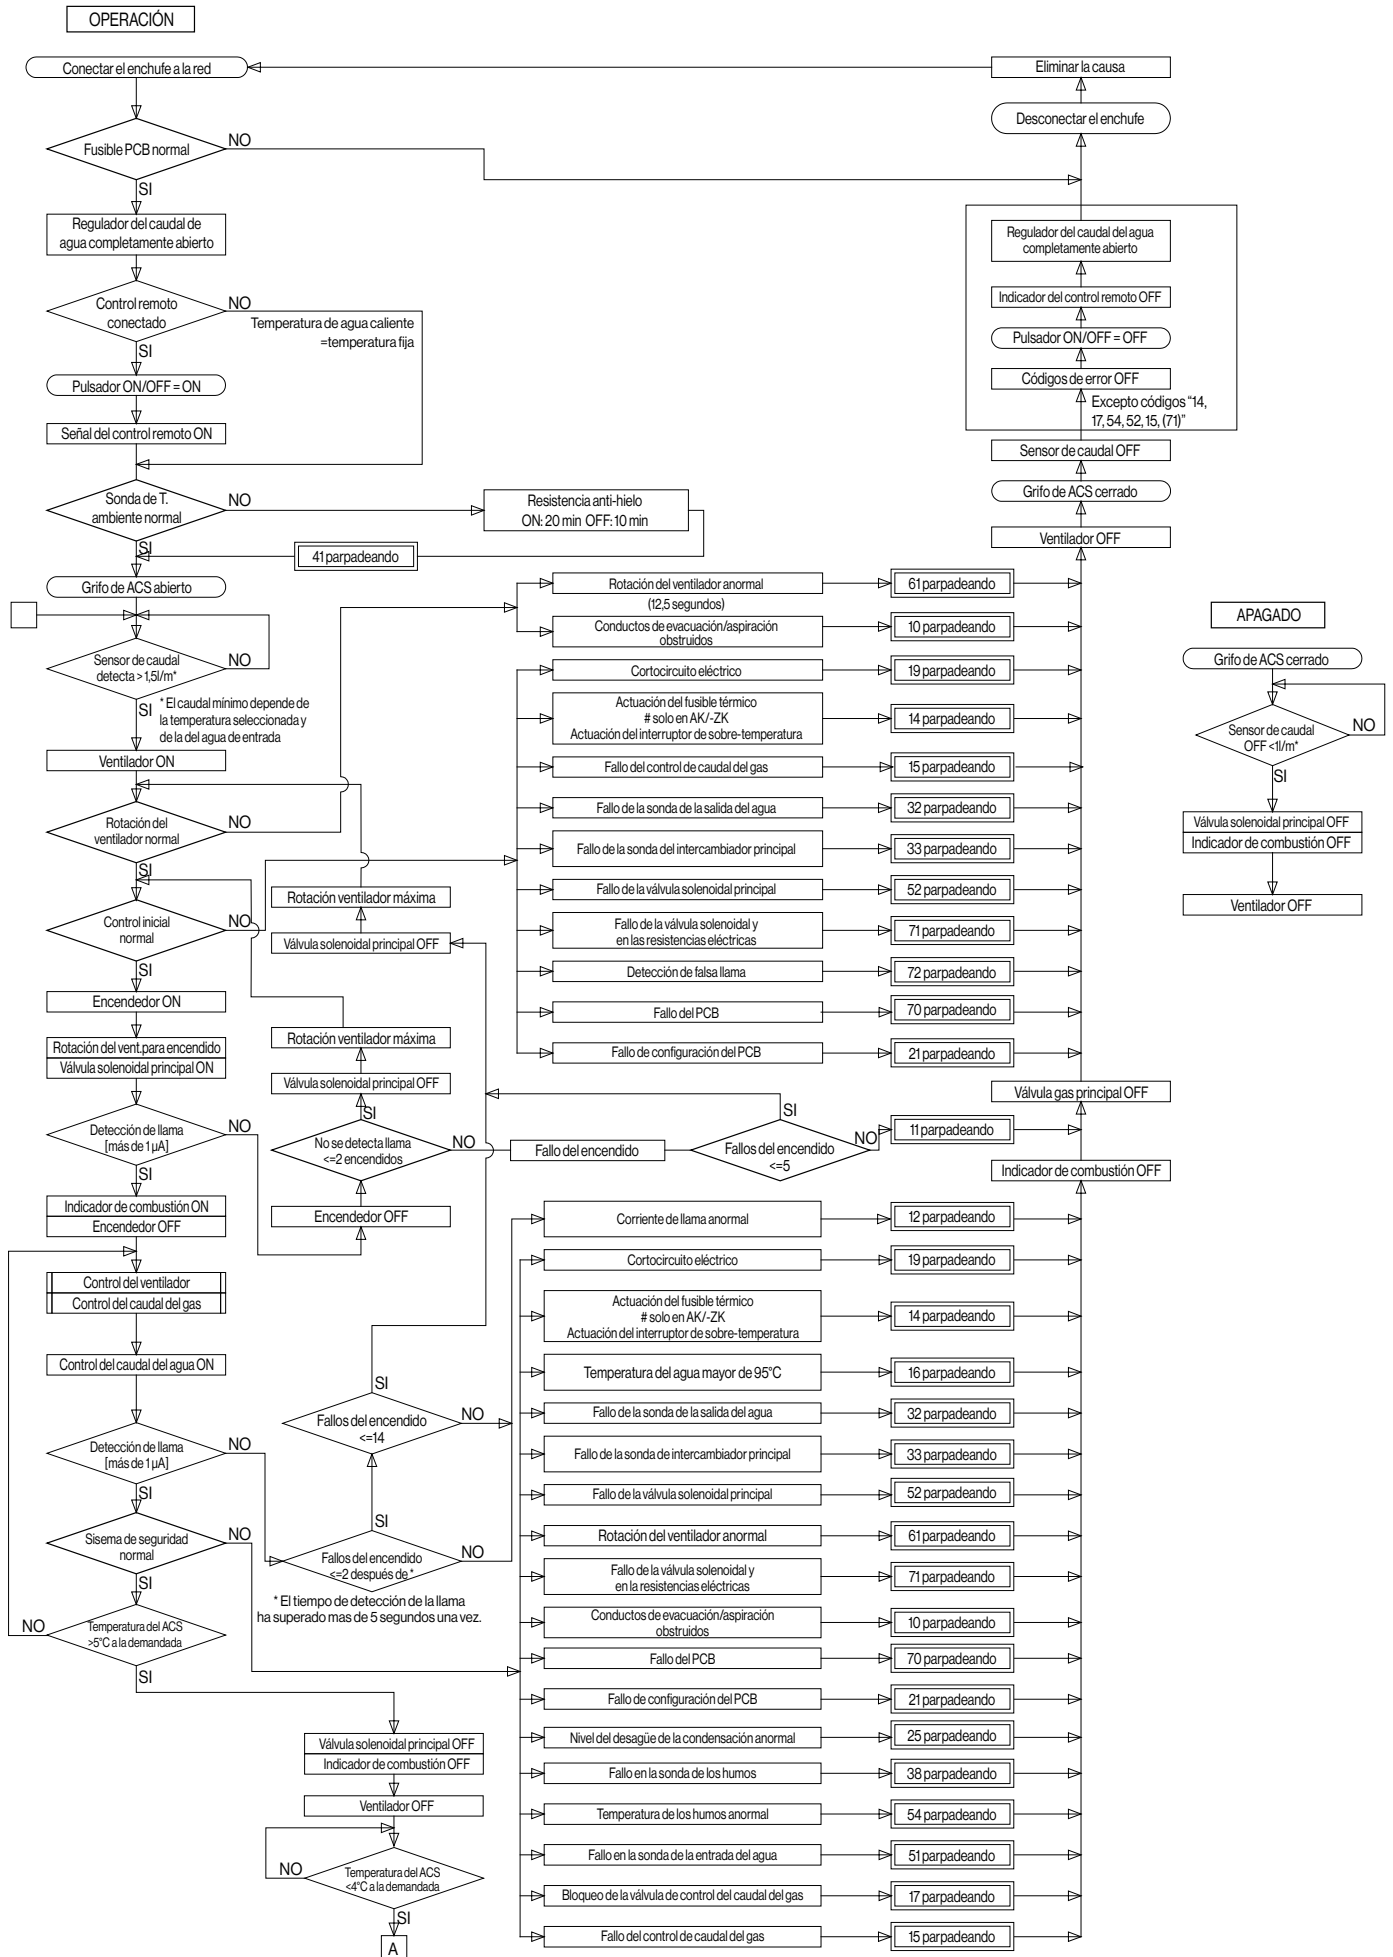 OPERACIÓN
Conectar el enchufe a la red
Eliminar la causa
Desconectar el enchufe
Fusible PCB normal
NO
SI
Regulador del caudal de
agua completamente abierto
Control remoto
conectado
NO
Temperatura de agua caliente
=temperatura fija
SI
Pulsador ON/OFF = ON
Señal del control remoto ON
Regulador del caudal del agua
completamente abierto
Indicador del control remoto OFF
Pulsador ON/OFF = OFF
Códigos de error OFF
Excepto códigos “14,
17, 54, 52, 15, (71)”
Sensor de caudal OFF
Grifo de ACS cerrado
Ventilador OFF
Sonda de T.
ambiente normal
NO
Resistencia anti-hielo
ON: 20 min OFF: 10 min
SI
41 parpadeando
Grifo de ACS abierto
Sensor de caudal
detecta > 1,5l/m*
NO
SI
* El caudal mínimo depende de
la temperatura seleccionada y
de la del agua de entrada
Ventilador ON
Rotación del
ventilador normal
NO
SI
Control inicial
normal
NO
SI
Encendedor ON
Rotación del vent.para encendido
Válvula solenoidal principal ON
Detección de llama
[más de 1 µA]
NO
SI
Indicador de combustión ON
Encendedor OFF
Control del ventilador
Control del caudal del gas
Control del caudal del agua ON
Detección de llama
[más de 1 µA]
NO
SI
Sisema de seguridad
normal
NO
SI
Temperatura del ACS
>5°C a la demandada
NO
SI
Rotación ventilador máxima
Válvula solenoidal principal OFF
Rotación ventilador máxima
Válvula solenoidal principal OFF
SI
No se detecta llama
<=2 encendidos
NO
Encendedor OFF
Fallo del encendido
SI
Fallos del encendido
<=5
NO
11 parpadeando
SI
Fallos del encendido
<=14
NO
SI
Fallos del encendido
<=2 después de *
NO
* El tiempo de detección de la llama
ha superado mas de 5 segundos una vez.
Válvula solenoidal principal OFF
Indicador de combustión OFF
Ventilador OFF
NO
Temperatura del ACS
<4°C a la demandada
SI
A
Rotación del ventilador anormal
61 parpadeando
(12,5 segundos)
Conductos de evacuación/aspiración
obstruidos
10 parpadeando
Cortocircuito eléctrico
19 parpadeando
Actuación del fusible térmico
# solo en AK/-ZK
Actuación del interruptor de sobre-temperatura
14 parpadeando
Fallo del control de caudal del gas
15 parpadeando
Fallo de la sonda de la salida del agua
32 parpadeando
Fallo de la sonda del intercambiador principal
33 parpadeando
Fallo de la válvula solenoidal principal
52 parpadeando
Fallo de la válvula solenoidal y
en las resistencias eléctricas
71 parpadeando
Detección de falsa llama
72 parpadeando
Fallo del PCB
70 parpadeando
Fallo de configuración del PCB
21 parpadeando
Válvula gas principal OFF
Indicador de combustión OFF
Corriente de llama anormal
12 parpadeando
Cortocircuito eléctrico
19 parpadeando
Actuación del fusible térmico
# solo en AK/-ZK
Actuación del interruptor de sobre-temperatura
14 parpadeando
Temperatura del agua mayor de 95°C
16 parpadeando
Fallo de la sonda de la salida del agua
32 parpadeando
Fallo de la sonda de intercambiador principal
33 parpadeando
Fallo de la válvula solenoidal principal
52 parpadeando
Rotación del ventilador anormal
61 parpadeando
Fallo de la válvula solenoidal y
en la resistencias eléctricas
71 parpadeando
Conductos de evacuación/aspiración
obstruidos
10 parpadeando
Fallo del PCB
70 parpadeando
Fallo de configuración del PCB
21 parpadeando
Nivel del desagüe de la condensación anormal
25 parpadeando
Fallo en la sonda de los humos
38 parpadeando
Temperatura de los humos anormal
54 parpadeando
Fallo en la sonda de la entrada del agua
51 parpadeando
Bloqueo de la válvula de control del caudal del gas
17 parpadeando
Fallo del control de caudal del gas
15 parpadeando
APAGADO
Grifo de ACS cerrado
Sensor de caudal
OFF <1l/m*
NO
SI
Válvula solenoidal principal OFF
Indicador de combustión OFF
Ventilador OFF